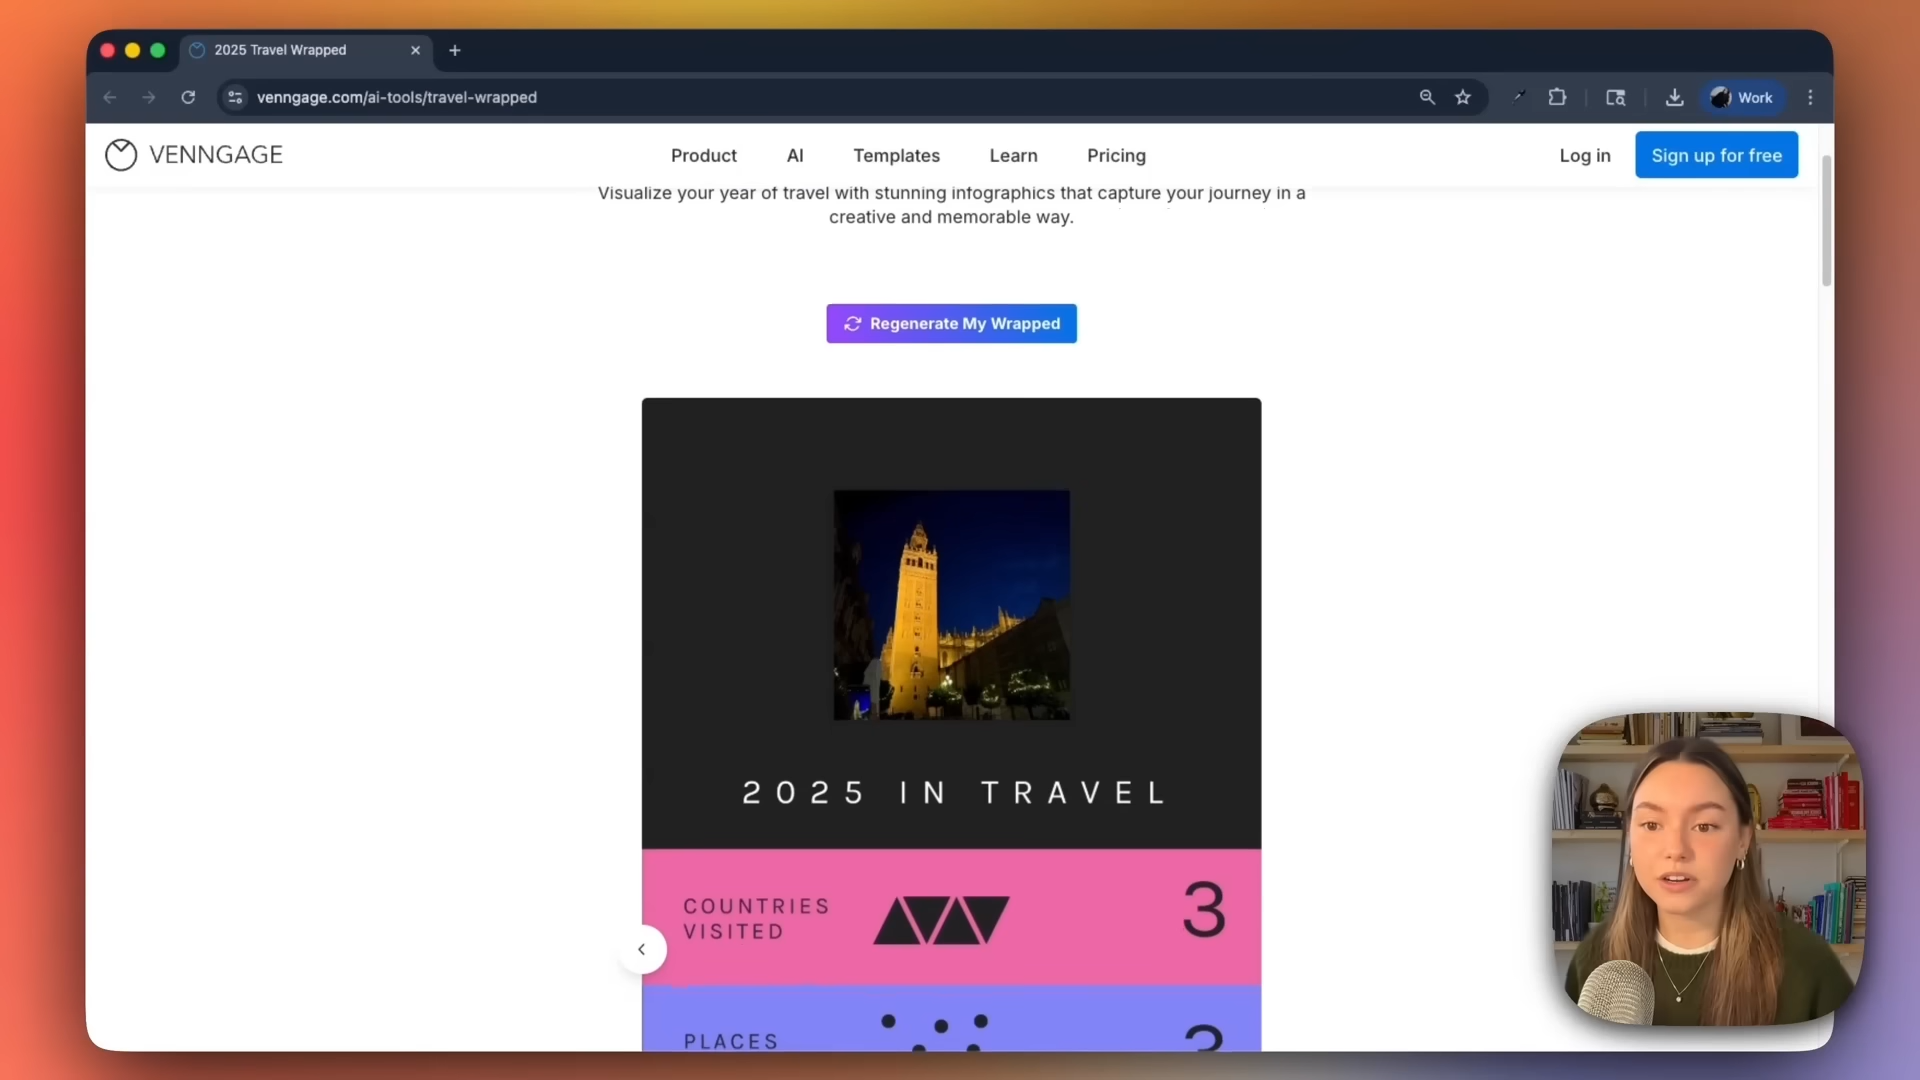 2025 Travel Wrapped
venngage.com/ai-tools/travel-wrapped
Work
VENNGAGE
Product
AI
Templates
Learn
Pricing
Log in
Sign up for free
Visualize your year of travel with stunning infographics that capture your journey in a
creative and memorable way.
Regenerate My Wrapped
2025 IN TRAVEL
COUNTRIES
VISITED
3
PLACES